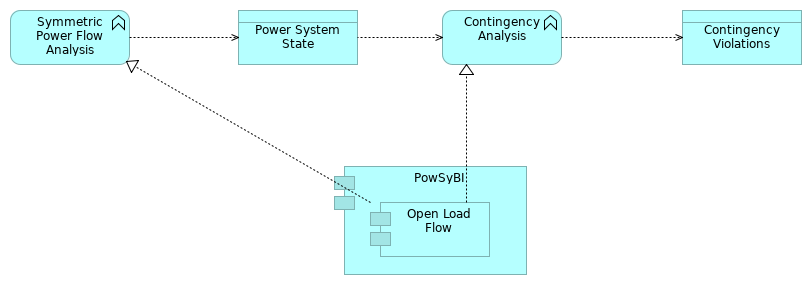 Symmetric
Power Flow
Analysis
Power System
State
Contingency
Analysis
Contingency
Violations
PowSyBl
Open Load
Flow